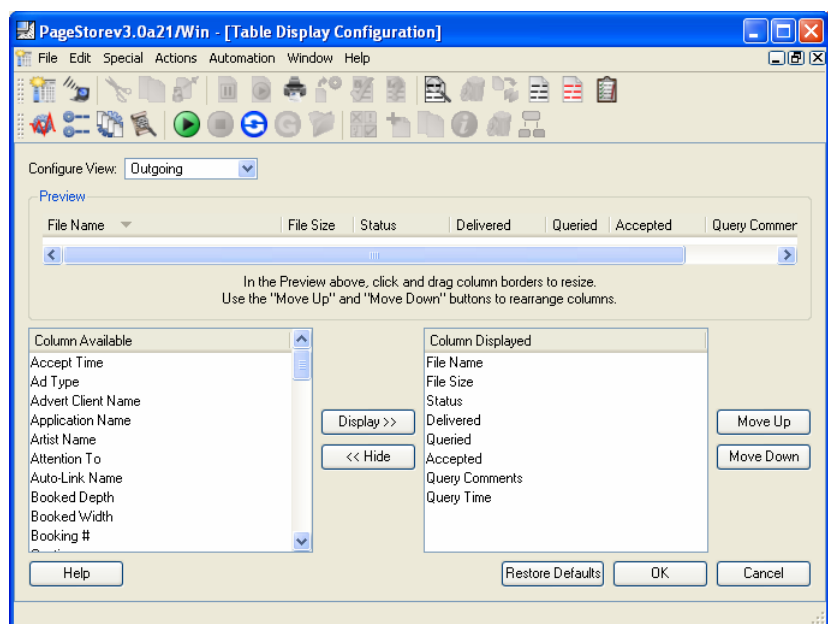 PageStorev3.0a21/Win - [Table Display Configuration]
File Edit Special Actions Automation Window Help
Configure View: Outgoing
Preview
File Name File Size Status Delivered Queried Accepted Query Commer
In the Preview above, click and drag column borders to resize.
Use the "Move Up" and "Move Down" buttons to rearrange columns.
Column Available
Accept Time
Ad Type
Advert Client Name
Application Name
Artist Name
Attention To
Auto-Link Name
Booked Depth
Booked Width
Booking #
Display >>
<< Hide
Column Displayed
File Name
File Size
Status
Delivered
Queried
Accepted
Query Comments
Query Time
Move Up
Move Down
Help
Restore Defaults
OK
Cancel